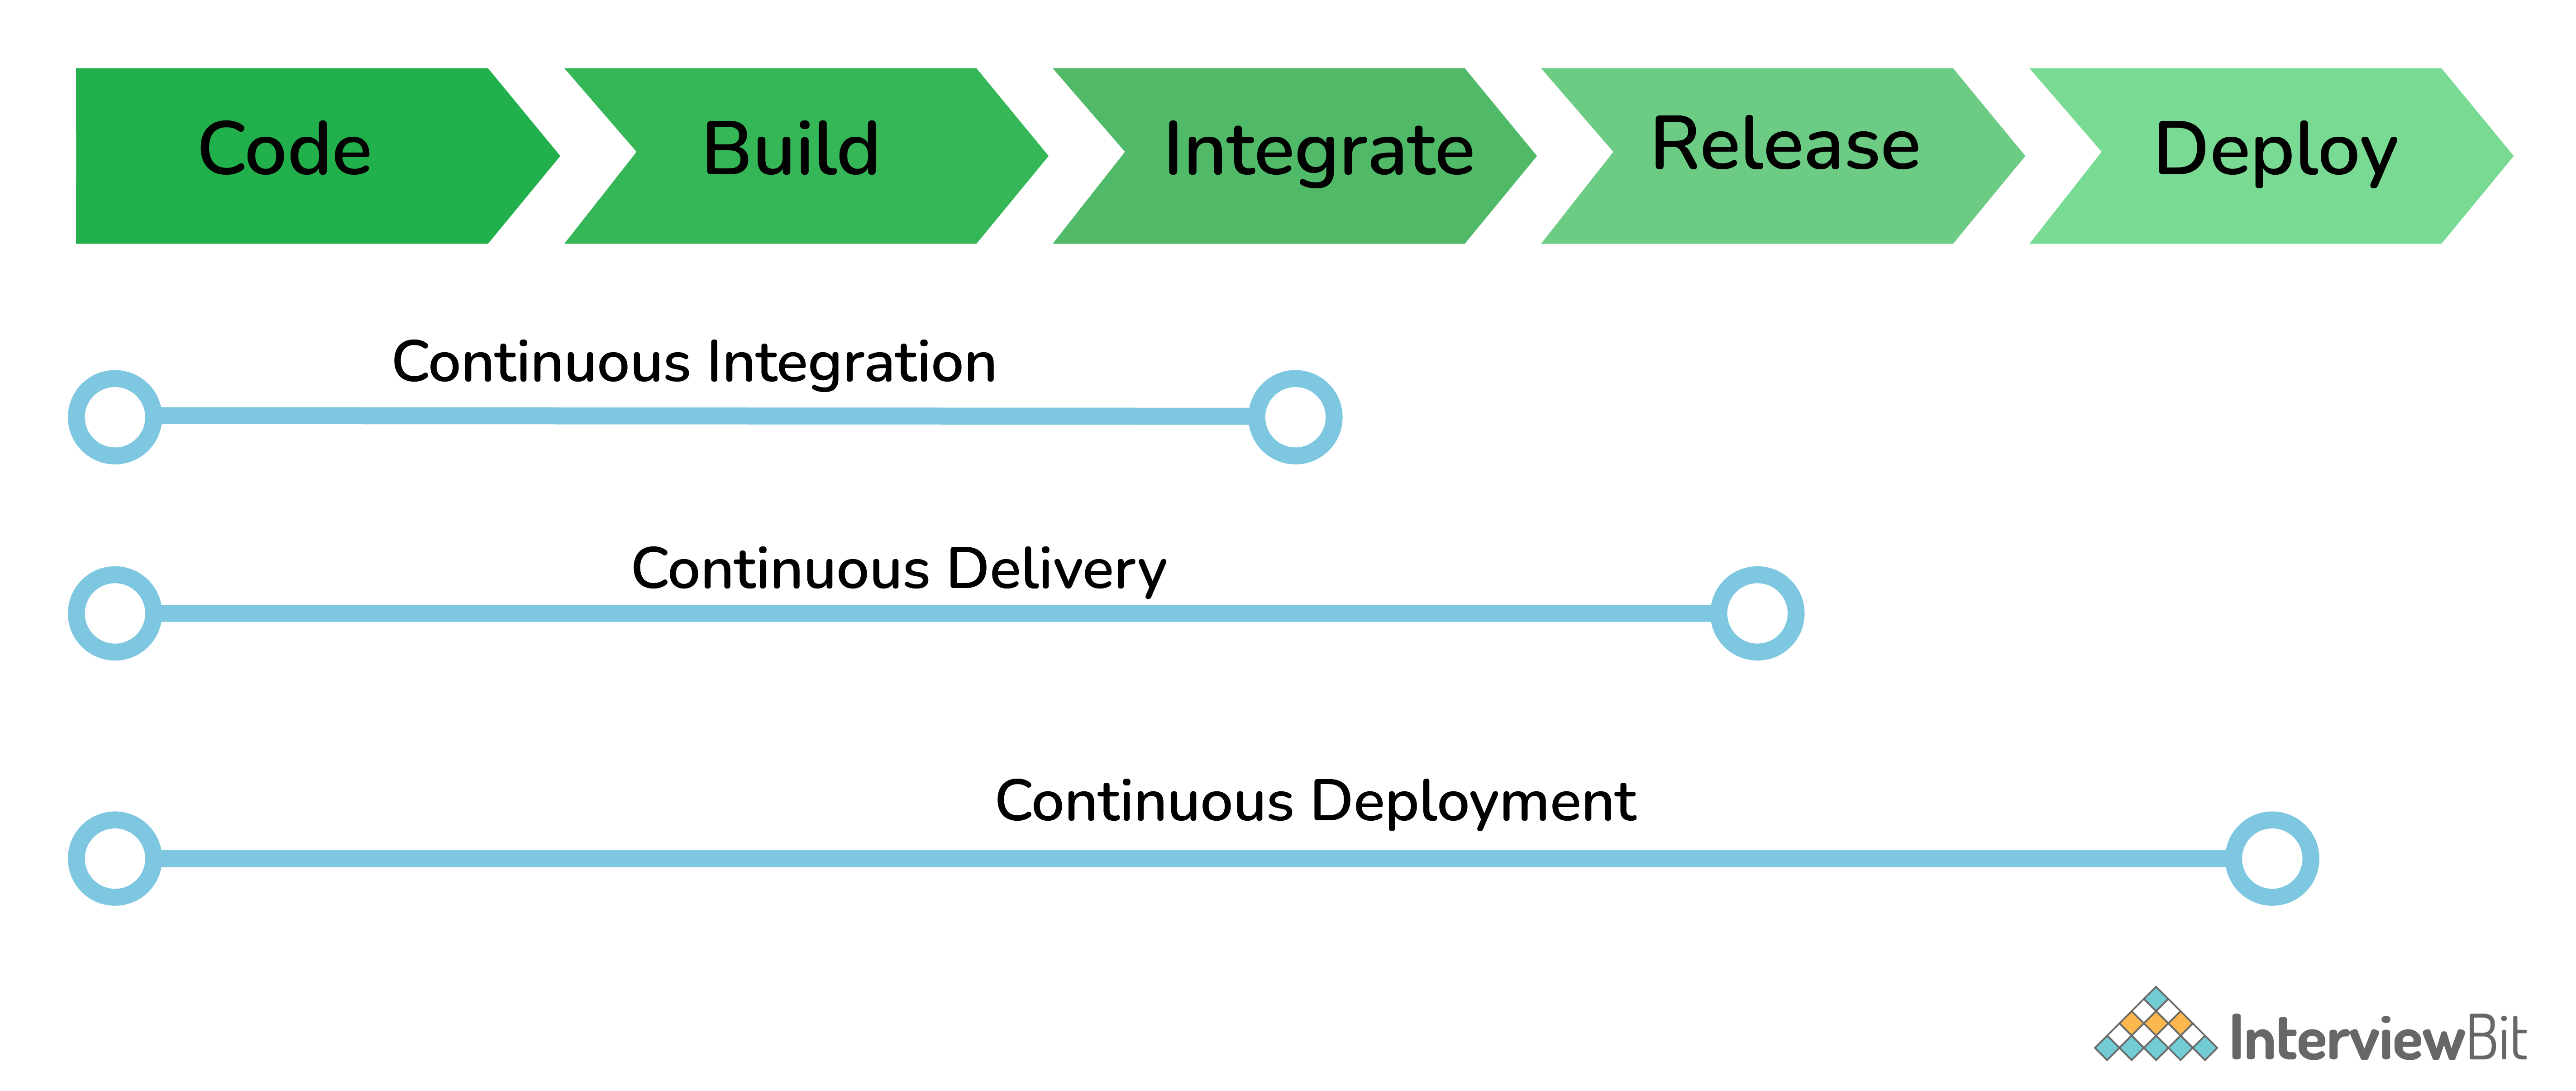 Code
Build
Integrate
Release
Deploy
Continuous Integration
Continuous Delivery
Continuous Deployment
InterviewBit